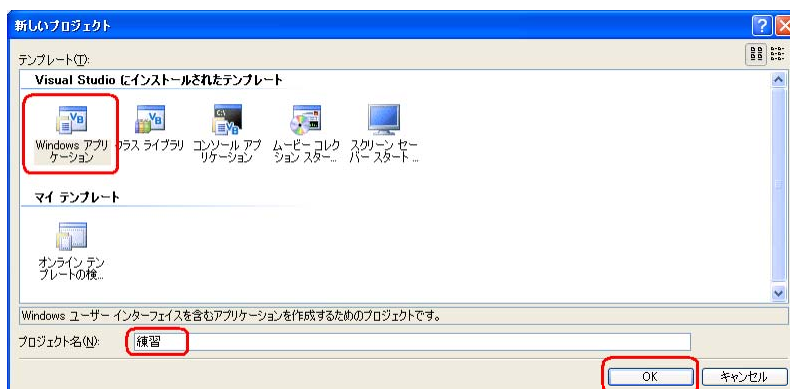 新しいプロジェクト
テンプレート(T):
Visual Studio にインストールされたテンプレート
Windows アプリケーション
クラス ライブラリ
コンソール アプリケーション
ムービー コレクション スター...
スクリーン セーバー スタート ...
マイ テンプレート
オンライン テンプレートの検...
Windows ユーザー インターフェイスを含むアプリケーションを作成するためのプロジェクトです。
プロジェクト名(N): 練習
OK キャンセル